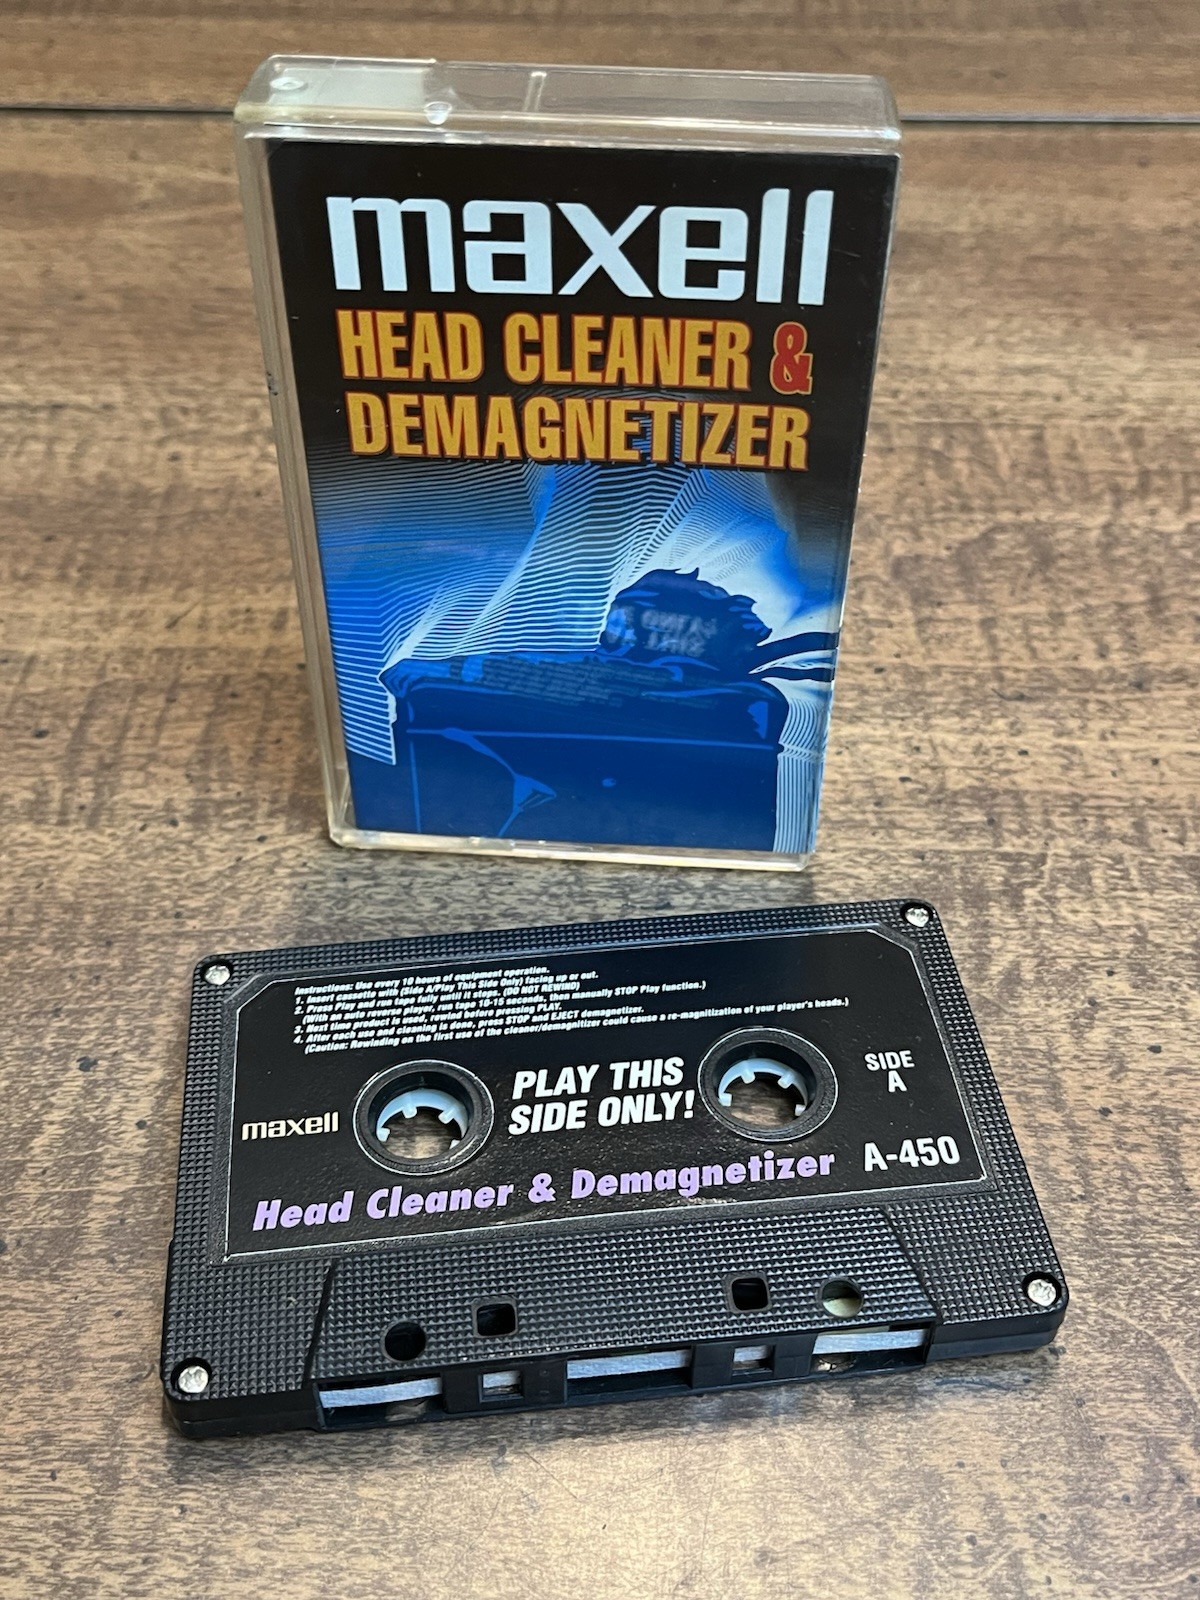 maxell
HEAD CLEANER &
DEMAGNETIZER
Instructions: Use every 10 hours of equipment operation.
1. Insert cassette with (Side A/Play This Side Only) facing up or out.
2. Press Play and run tape fully until it stops. (DO NOT REWIND)
(With an auto reverse player, run tape 10-15 seconds, then manually STOP Play function.)
3. Next time product is used, rewind before pressing PLAY.
4. After each use and cleaning is done, press STOP and EJECT demagnetizer.
(Caution: Rewinding on the first use of the cleaner/demagnitizer could cause a re-magnitization of your player's heads.)
PLAY THIS
SIDE ONLY!
SIDE
A
maxell
A-450
Head Cleaner & Demagnetizer